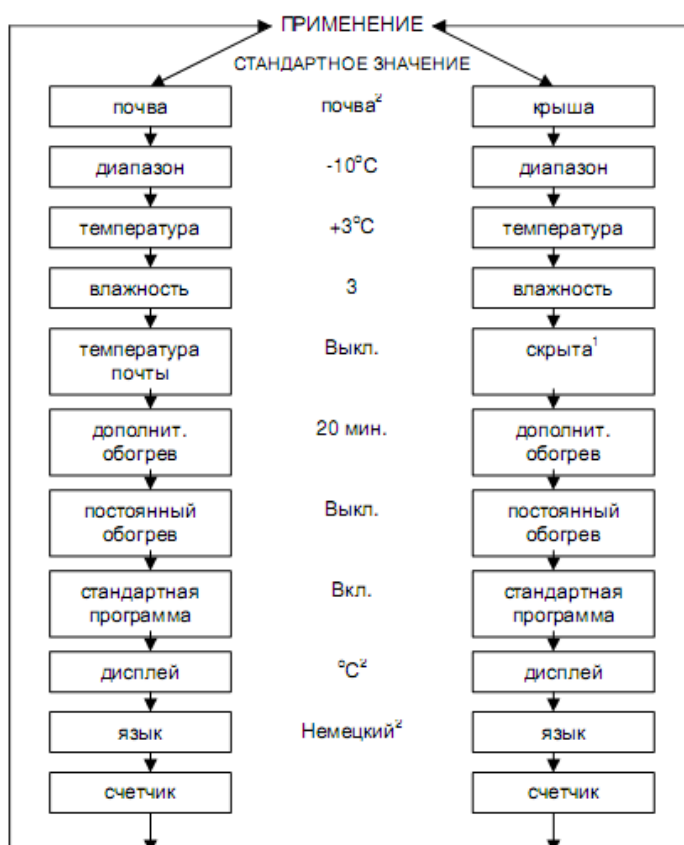 ПРИМЕНЕНИЕ
СТАНДАРТНОЕ ЗНАЧЕНИЕ
почва почва² крыша
диапазон -10°C диапазон
температура +3°C температура
влажность 3 влажность
температура почты Выкл. скрыта¹
дополнит. обогрев 20 мин. дополнит. обогрев
постоянный обогрев Выкл. постоянный обогрев
стандартная программа Вкл. стандартная программа
дисплей °C² дисплей
язык Немецкий² язык
счетчик счетчик